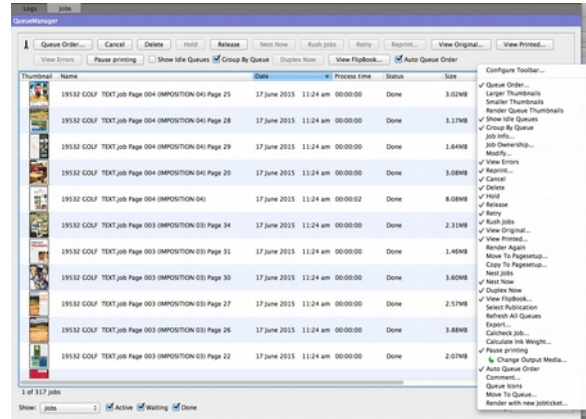 Logs Jobs
QueueManager
Queue Order... Cancel Delete Hold Release Nest Now Rush Jobs Retry Reprint... View Original... View Printed...
View Errors Pause printing Show Idle Queues Group By Queue Duplex Now View FlipBook... Auto Queue Order
Thumbnail Name Date Process time Status Size
19532 GOLF TEXT.job Page 004 (IMPOSITION 04) Page 25 17 June 2015 11:24 am 00:00:00 Done 3.02MB
19532 GOLF TEXT.job Page 004 (IMPOSITION 04) Page 28 17 June 2015 11:24 am 00:00:00 Done 3.17MB
19532 GOLF TEXT.job Page 004 (IMPOSITION 04) Page 29 17 June 2015 11:24 am 00:00:00 Done 1.64MB
19532 GOLF TEXT.job Page 004 (IMPOSITION 04) Page 20 17 June 2015 11:24 am 00:00:00 Done 3.08MB
19532 GOLF TEXT.job Page 004 (IMPOSITION 04) 17 June 2015 11:24 am 00:00:02 Done 8.08MB
19532 GOLF TEXT.job Page 003 (IMPOSITION 03) Page 34 17 June 2015 11:24 am 00:00:00 Done 2.31MB
19532 GOLF TEXT.job Page 003 (IMPOSITION 03) Page 31 17 June 2015 11:24 am 00:00:00 Done 1.46MB
19532 GOLF TEXT.job Page 003 (IMPOSITION 03) Page 30 17 June 2015 11:24 am 00:00:00 Done 3.60MB
19532 GOLF TEXT.job Page 003 (IMPOSITION 03) Page 27 17 June 2015 11:24 am 00:00:00 Done 2.57MB
19532 GOLF TEXT.job Page 003 (IMPOSITION 03) Page 26 17 June 2015 11:24 am 00:00:00 Done 3.88MB
19532 GOLF TEXT.job Page 003 (IMPOSITION 03) Page 22 17 June 2015 11:24 am 00:00:00 Done 2.07MB
1 of 317 jobs
Show: Jobs Active Waiting Done
Configure Toolbar...
Queue Order...
Larger Thumbnails
Smaller Thumbnails
Render Queue Thumbnails
Show Idle Queues
Group By Queue
Job Info...
Job Ownership...
Modify...
View Errors
Reprint...
Cancel
Delete
Hold
Release
Retry
Rush Jobs
View Original...
View Printed...
Render Again
Move To Pagesetup...
Copy To Pagesetup...
Nest Jobs
Nest Now
Duplex Now
View FlipBook...
Select Publication
Refresh All Queues
Export...
Calcheck Job...
Calculate Ink Weight...
Pause printing
Change Output Media...
Auto Queue Order
Comment...
Queue Icons
Move To Queue...
Render with new Jobticket...